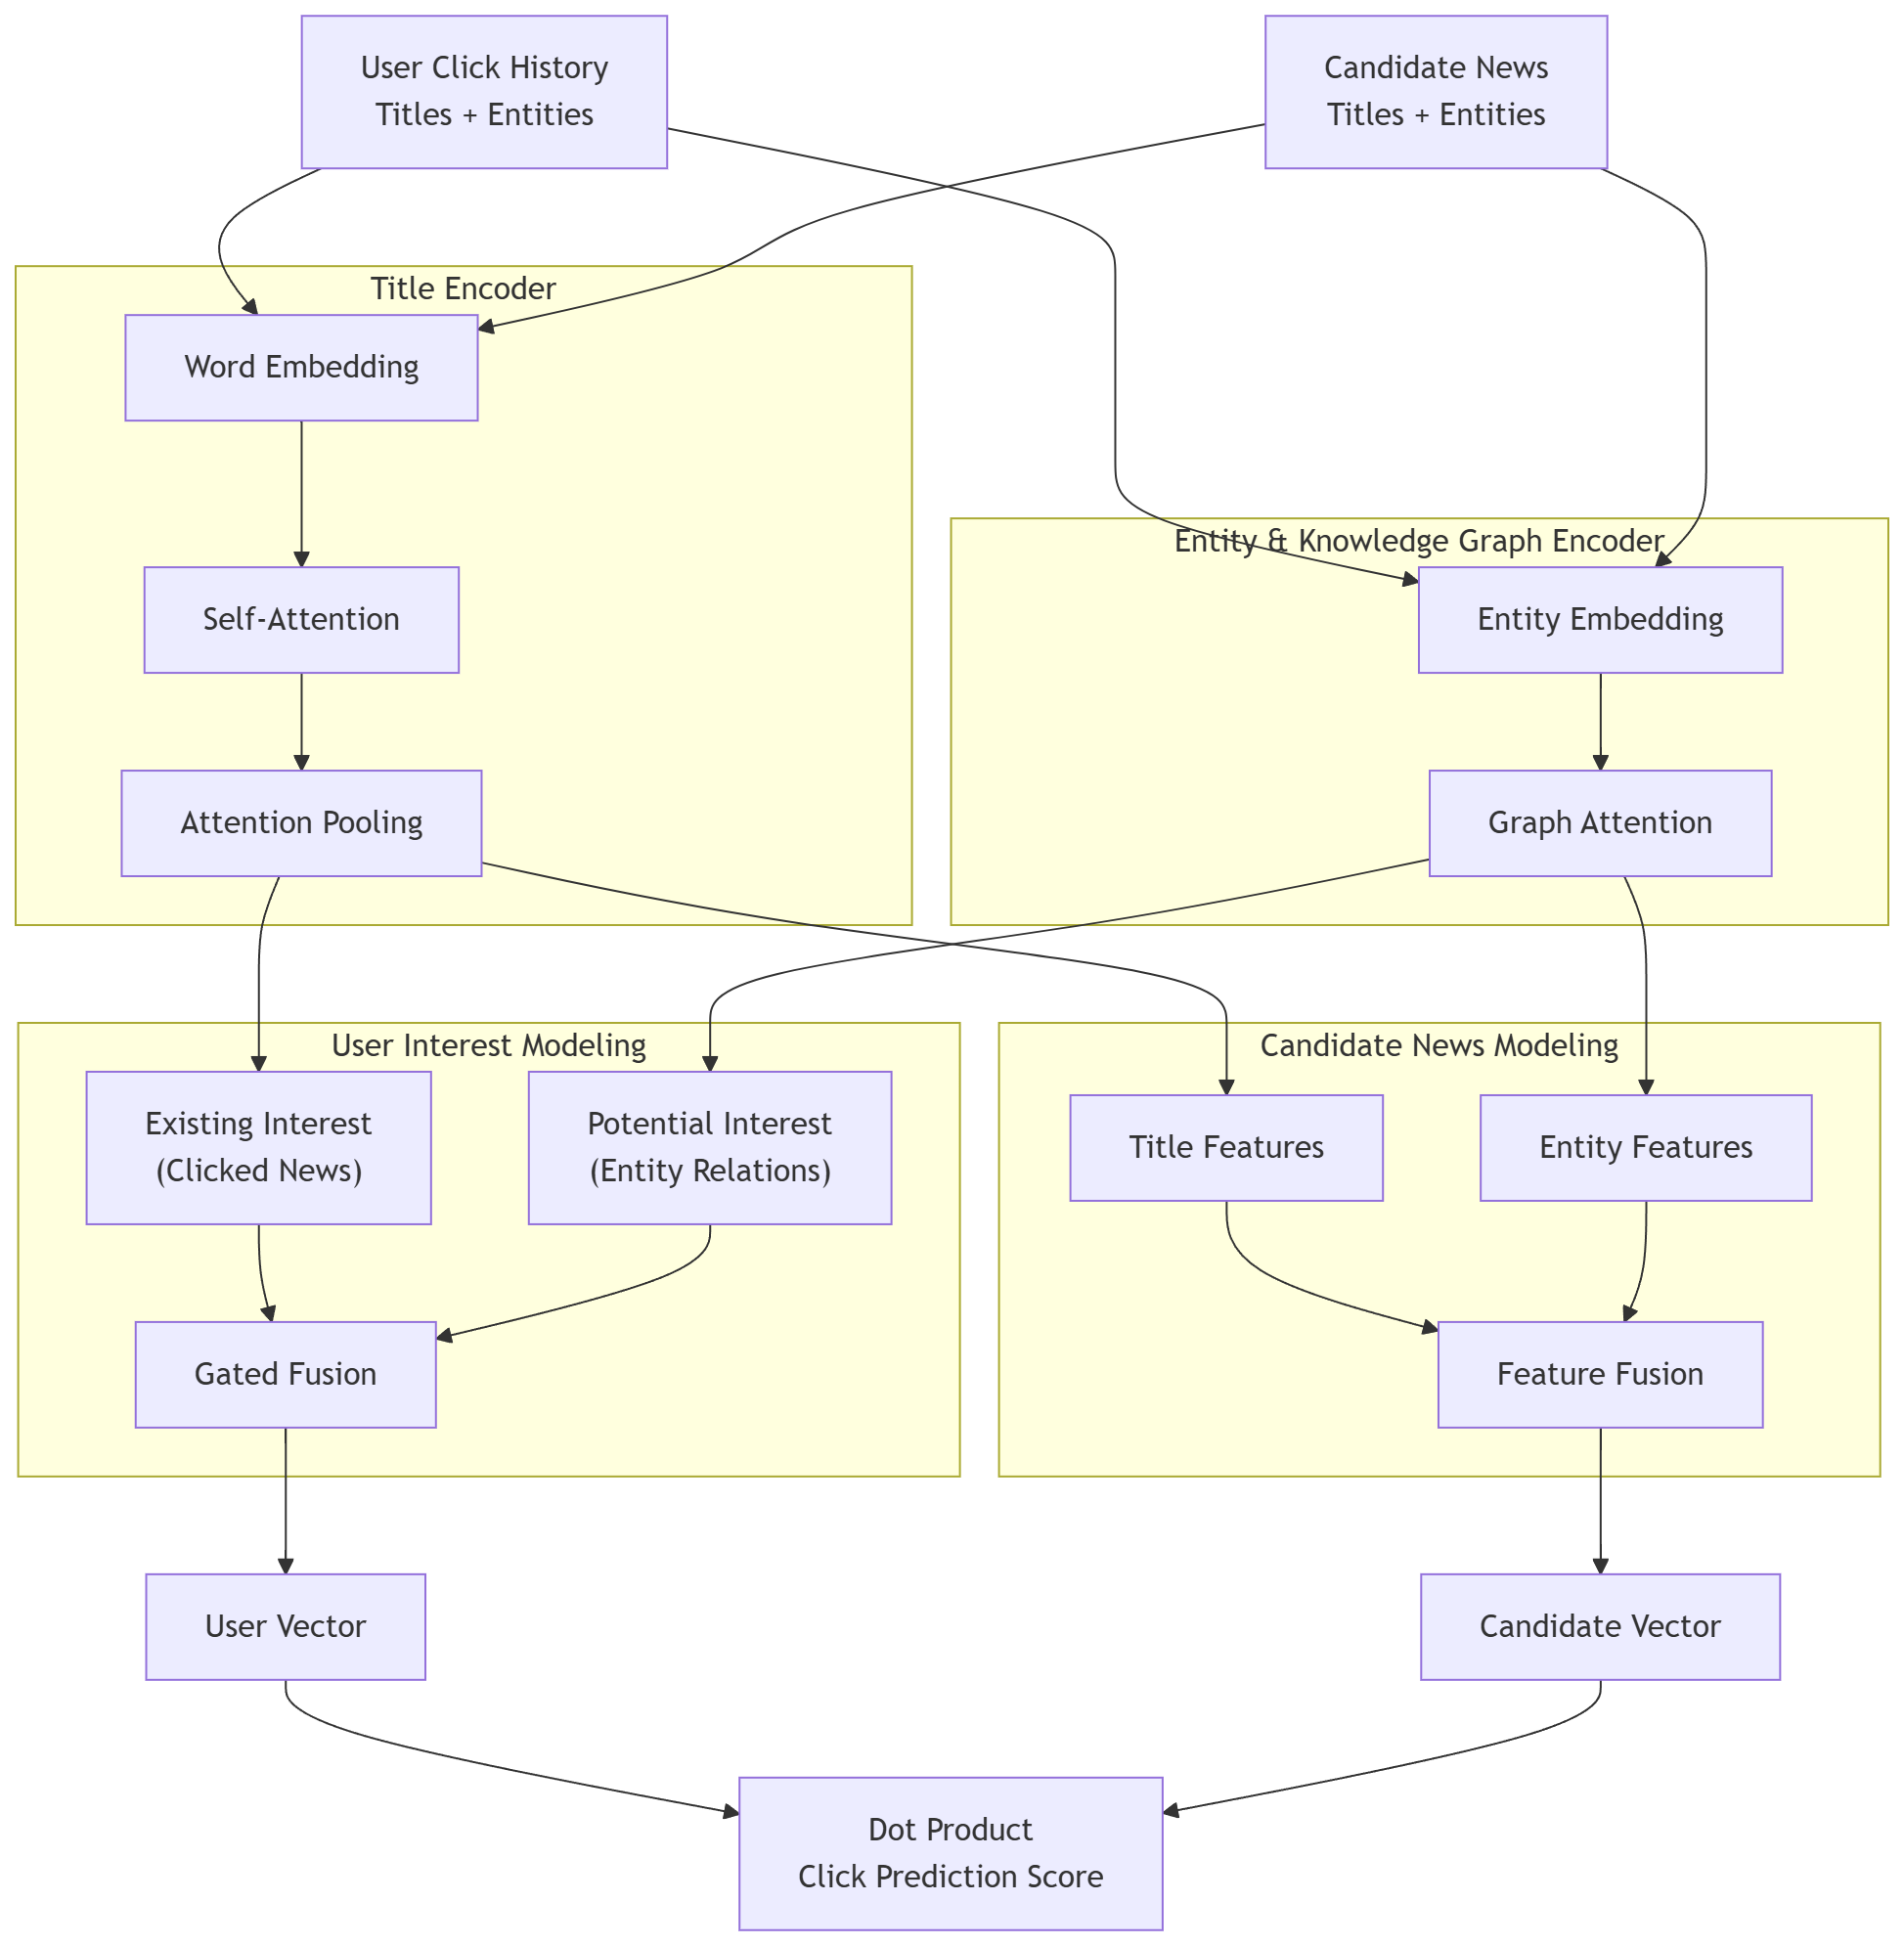 User Click History
Titles + Entities
Candidate News
Titles + Entities
Title Encoder
Word Embedding
Entity & Knowledge Graph Encoder
Self-Attention
Entity Embedding
Attention Pooling
Graph Attention
User Interest Modeling
Candidate News Modeling
Existing Interest
(Clicked News)
Potential Interest
(Entity Relations)
Title Features
Entity Features
Gated Fusion
Feature Fusion
User Vector
Candidate Vector
Dot Product
Click Prediction Score